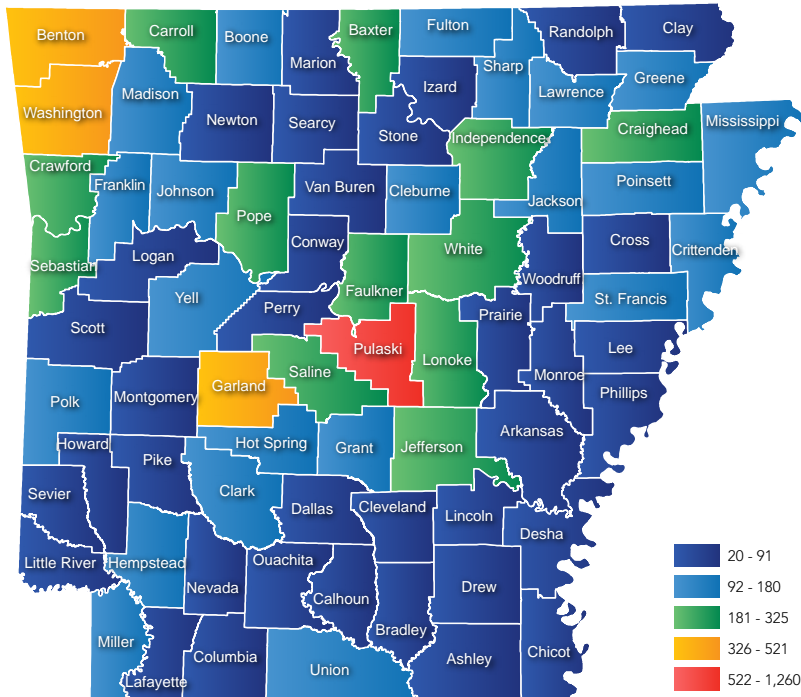 Benton
Carroll
Boone
Marion
Baxter
Fulton
Sharp
Randolph
Clay
Washington
Madison
Newton
Searcy
Stone
Izard
Independence
Lawrence
Greene
Craighead
Mississippi
Crawford
Franklin
Johnson
Pope
Van Buren
Cleburne
Jackson
Poinsett
Sebastian
Logan
Conway
White
Woodruff
Cross
Crittenden
Yell
Faulkner
St. Francis
Scott
Perry
Pulaski
Lonoke
Prairie
Lee
Polk
Montgomery
Garland
Saline
Monroe
Phillips
Howard
Pike
Hot Spring
Grant
Jefferson
Arkansas
Sevier
Clark
Dallas
Cleveland
Lincoln
Desha
Little River
Hempstead
Nevada
Ouachita
Calhoun
Bradley
Drew
Chicot
Miller
Lafayette
Columbia
Union
Ashley
20 - 91
92 - 180
181 - 325
326 - 521
522 - 1,260